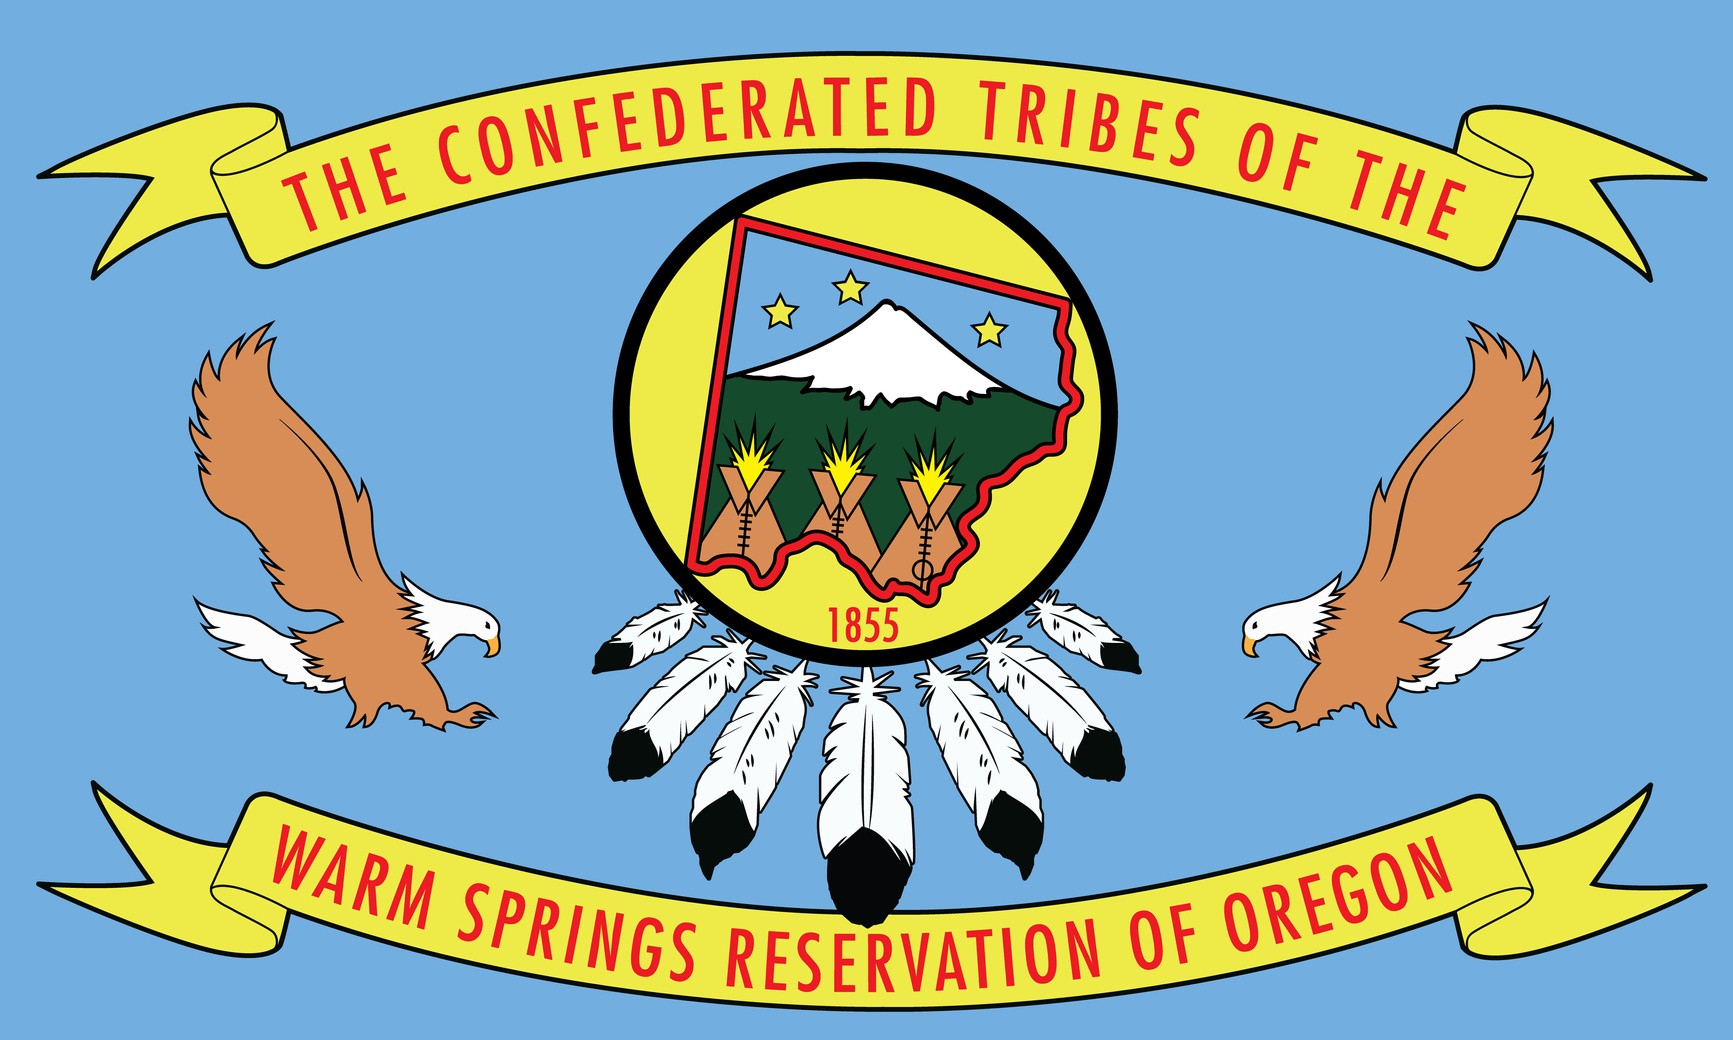 THE CONFEDERATED TRIBES OF THE
1855
WARM SPRINGS RESERVATION OF OREGON